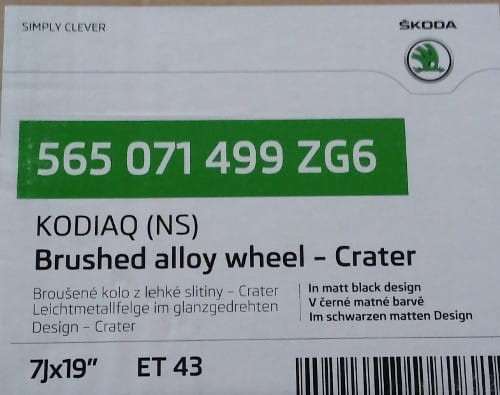 SIMPLY CLEVER
ŠKODA
565 071 499 ZG6
KODIAQ (NS)
Brushed alloy wheel – Crater
Broušené kolo z lehké slitiny – Crater
Leichtmetallfelge im glanzgedrehten
Design – Crater
In matt black design
V černé matné barvě
Im schwarzen matten Design
7Jx19” ET 43